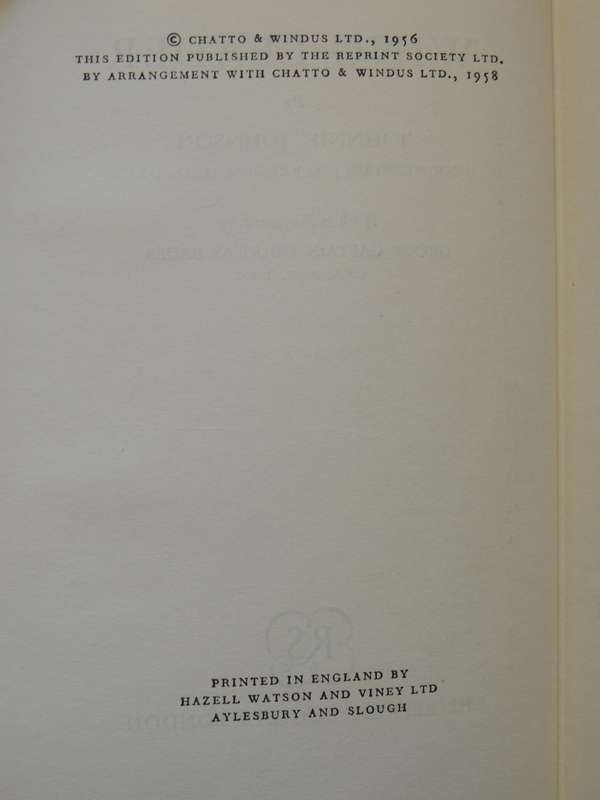 © CHATTO & WINDUS LTD., 1956
THIS EDITION PUBLISHED BY THE REPRINT SOCIETY LTD.
BY ARRANGEMENT WITH CHATTO & WINDUS LTD., 1958
PRINTED IN ENGLAND BY
HAZELL WATSON AND VINEY LTD
AYLESBURY AND SLOUGH